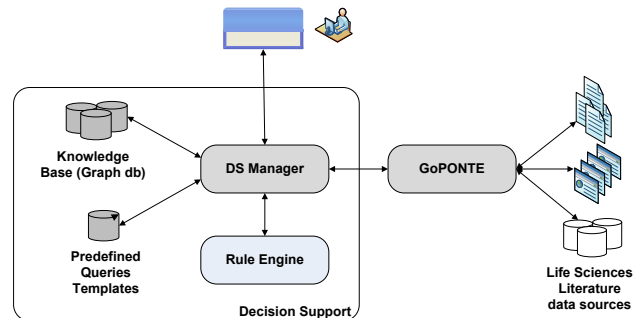 Knowledge
Base (Graph db)
DS Manager
GoPONTE
Predefined
Queries
Templates
Rule Engine
Life Sciences
Literature
data sources
Decision Support